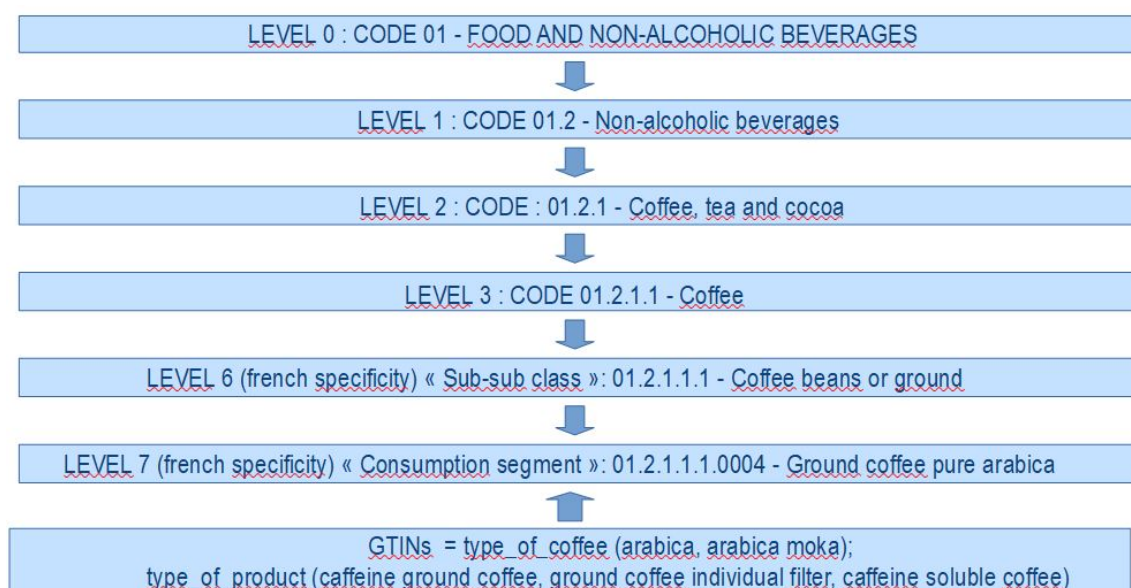 LEVEL 0 : CODE 01 - FOOD AND NON-ALCOHOLIC BEVERAGES
LEVEL 1 : CODE 01.2 - Non-alcoholic beverages
LEVEL 2 : CODE : 01.2.1 - Coffee, tea and cocoa
LEVEL 3 : CODE 01.2.1.1 - Coffee
LEVEL 6 (french specificity) « Sub-sub class »: 01.2.1.1.1 - Coffee beans or ground
LEVEL 7 (french specificity) « Consumption segment »: 01.2.1.1.1.0004 - Ground coffee pure arabica
GTINs = type_of_coffee (arabica, arabica moka);
type_of_product (caffeine ground coffee, ground coffee individual filter, caffeine soluble coffee)